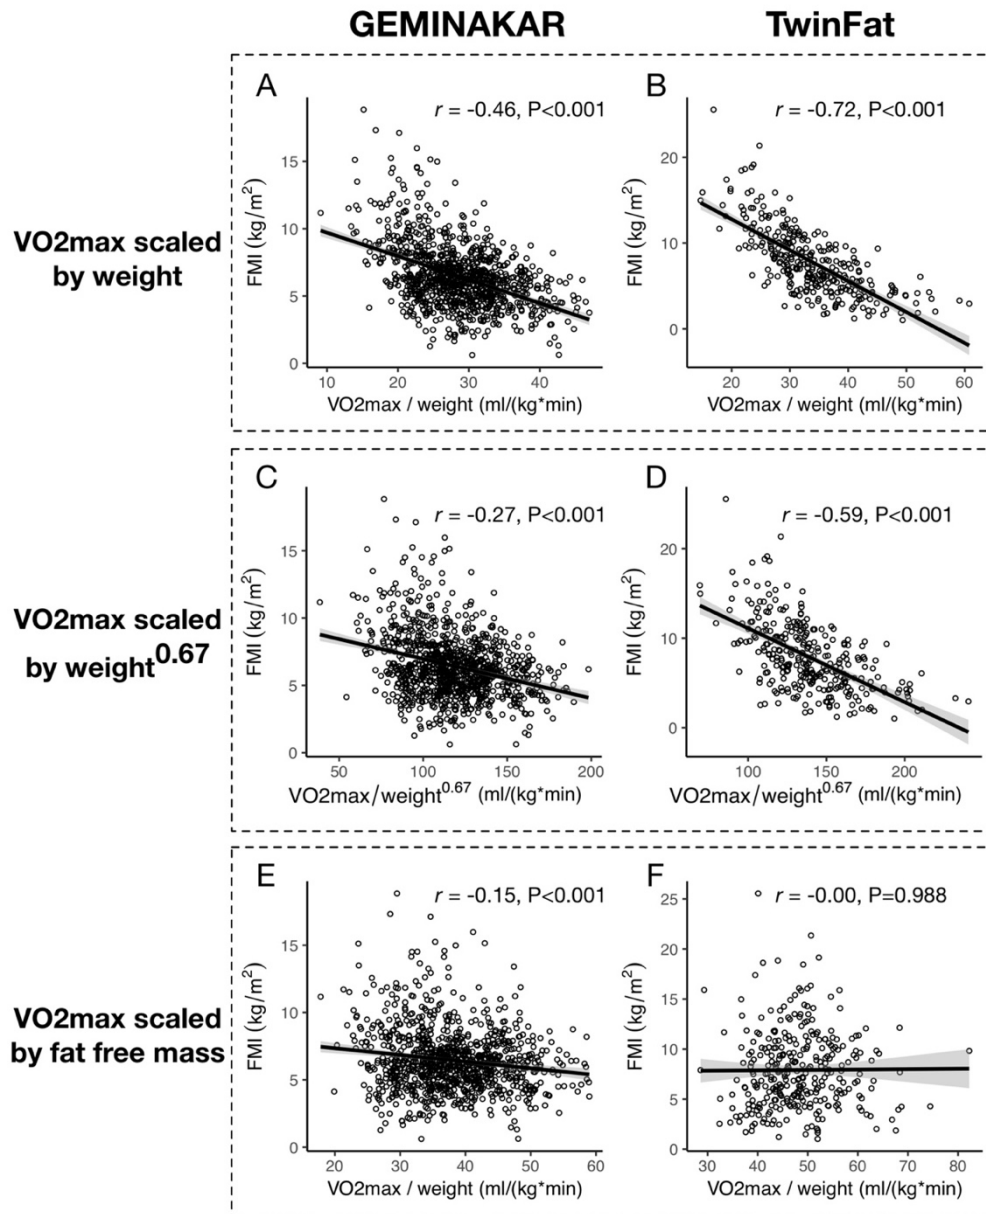 GEMINAKAR TwinFat
VO2max scaled
by weight
A
r = -0.46, P<0.001
FMI (kg/m²)
15
10
5
0
10 20 30 40
VO2max / weight (ml/(kg*min)
B
r = -0.72, P<0.001
FMI (kg/m²)
20
10
0
20 30 40 50 60
VO2max / weight (ml/(kg*min)
VO2max scaled
by weight^0.67
C
r = -0.27, P<0.001
FMI (kg/m²)
15
10
5
0
50 100 150 200
VO2max/weight^0.67 (ml/(kg*min)
D
r = -0.59, P<0.001
FMI (kg/m²)
20
10
0
100 150 200
VO2max/weight^0.67 (ml/(kg*min)
VO2max scaled
by fat free mass
E
r = -0.15, P<0.001
FMI (kg/m²)
15
10
5
0
20 30 40 50 60
VO2max / weight (ml/(kg*min)
F
r = -0.00, P=0.988
FMI (kg/m²)
25
20
15
10
5
0
30 40 50 60 70 80
VO2max / weight (ml/(kg*min)